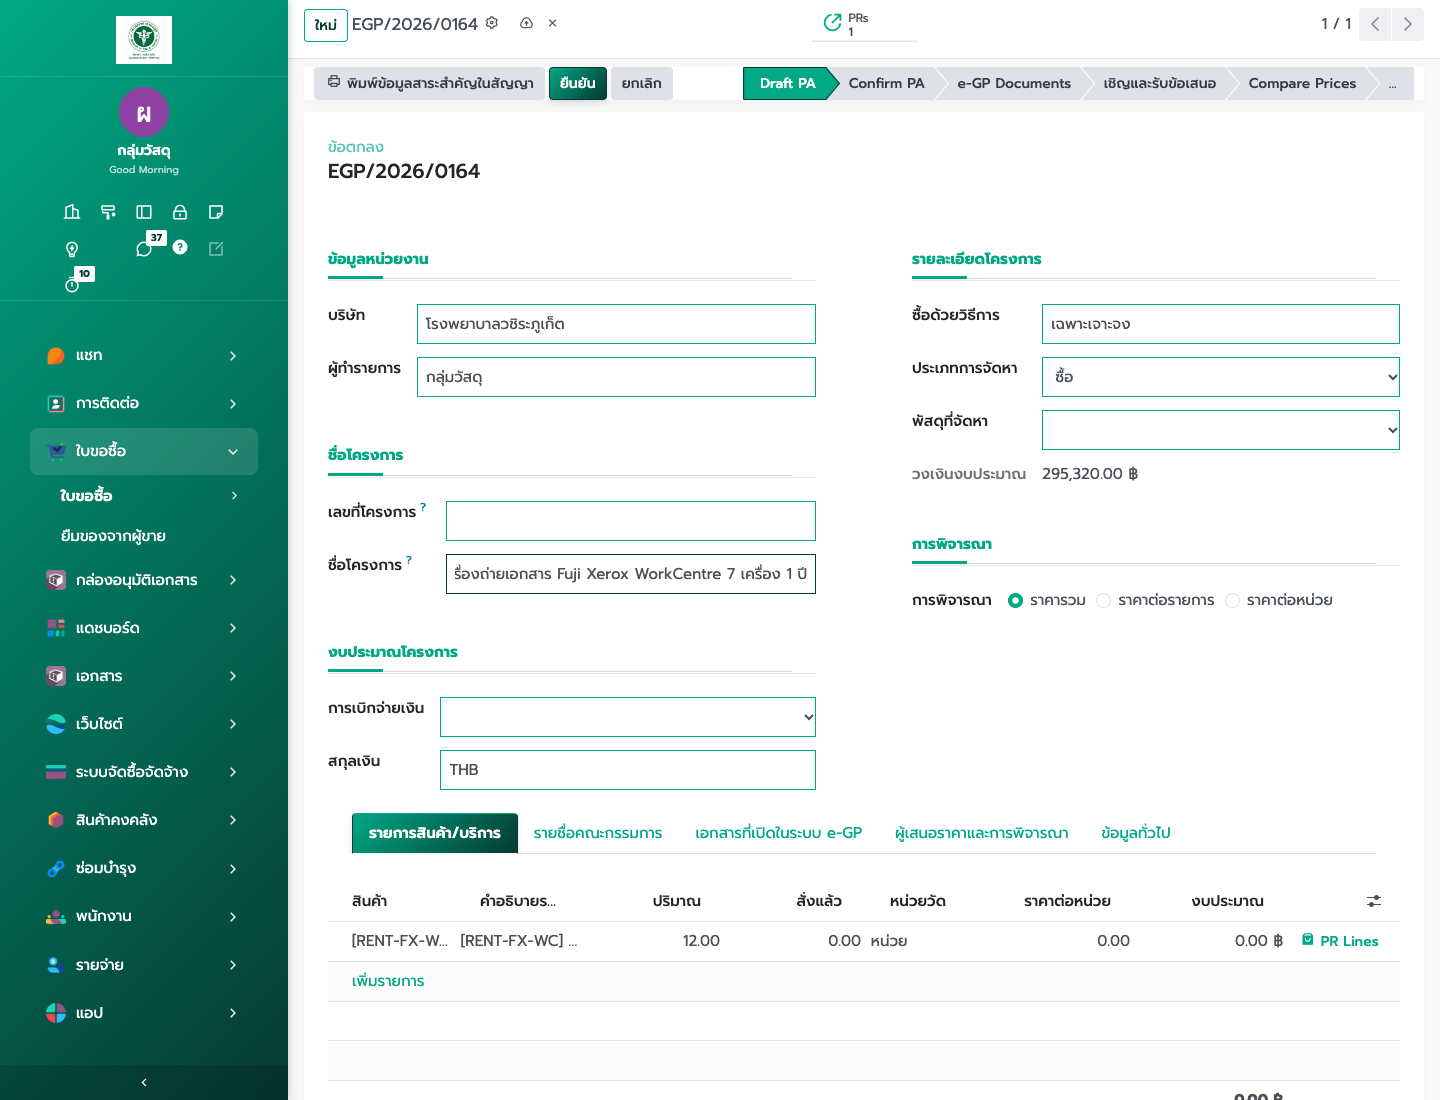 ใหม่ EGP/2026/0164
PRs
1
1 / 1
พิมพ์ข้อมูลสาระสำคัญในสัญญา ยืนยัน ยกเลิก
Draft PA Confirm PA e-GP Documents เชิญและรับข้อเสนอ Compare Prices ...
ผ
กลุ่มวัสดุ
Good Morning
37
?
10
แชท
การติดต่อ
ใบขอซื้อ
ใบขอซื้อ
ยืมของจากผู้ขาย
กล่องอนุมัติเอกสาร
แดชบอร์ด
เอกสาร
เว็บไซต์
ระบบจัดซื้อจัดจ้าง
สินค้าคงคลัง
ซ่อมบำรุง
พนักงาน
รายจ่าย
แอป
ข้อตกลง
EGP/2026/0164
ข้อมูลหน่วยงาน
บริษัท โรงพยาบาลวชิระภูเก็ต
ผู้ทำรายการ กลุ่มวัสดุ
ชื่อโครงการ
เลขที่โครงการ ?
ชื่อโครงการ ? รื่องถ่ายเอกสาร Fuji Xerox WorkCentre 7 เครื่อง 1 ปี
งบประมาณโครงการ
การเบิกจ่ายเงิน
สกุลเงิน THB
รายละเอียดโครงการ
ซื้อด้วยวิธีการ เฉพาะเจาะจง
ประเภทการจัดหา ซื้อ
พัสดุที่จัดหา
วงเงินงบประมาณ 295,320.00 ฿
การพิจารณา
การพิจารณา ราคารวม ราคาต่อรายการ ราคาต่อหน่วย
รายการสินค้า/บริการ รายชื่อคณะกรรมการ เอกสารที่เปิดในระบบ e-GP ผู้เสนอราคาและการพิจารณา ข้อมูลทั่วไป
สินค้า คำอธิบายร... ปริมาณ สั่งแล้ว หน่วยวัด ราคาต่อหน่วย งบประมาณ
[RENT-FX-W... [RENT-FX-WC] ... 12.00 0.00 หน่วย 0.00 0.00 ฿ PR Lines
เพิ่มรายการ
0.00 ฿